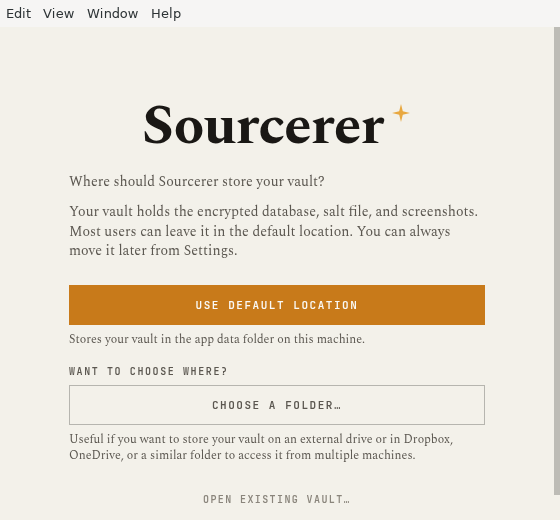 Edit View Window Help
Sourcerer
Where should Sourcerer store your vault?
Your vault holds the encrypted database, salt file, and screenshots.
Most users can leave it in the default location. You can always
move it later from Settings.
USE DEFAULT LOCATION
Stores your vault in the app data folder on this machine.
WANT TO CHOOSE WHERE?
CHOOSE A FOLDER…
Useful if you want to store your vault on an external drive or in Dropbox,
OneDrive, or a similar folder to access it from multiple machines.
OPEN EXISTING VAULT…